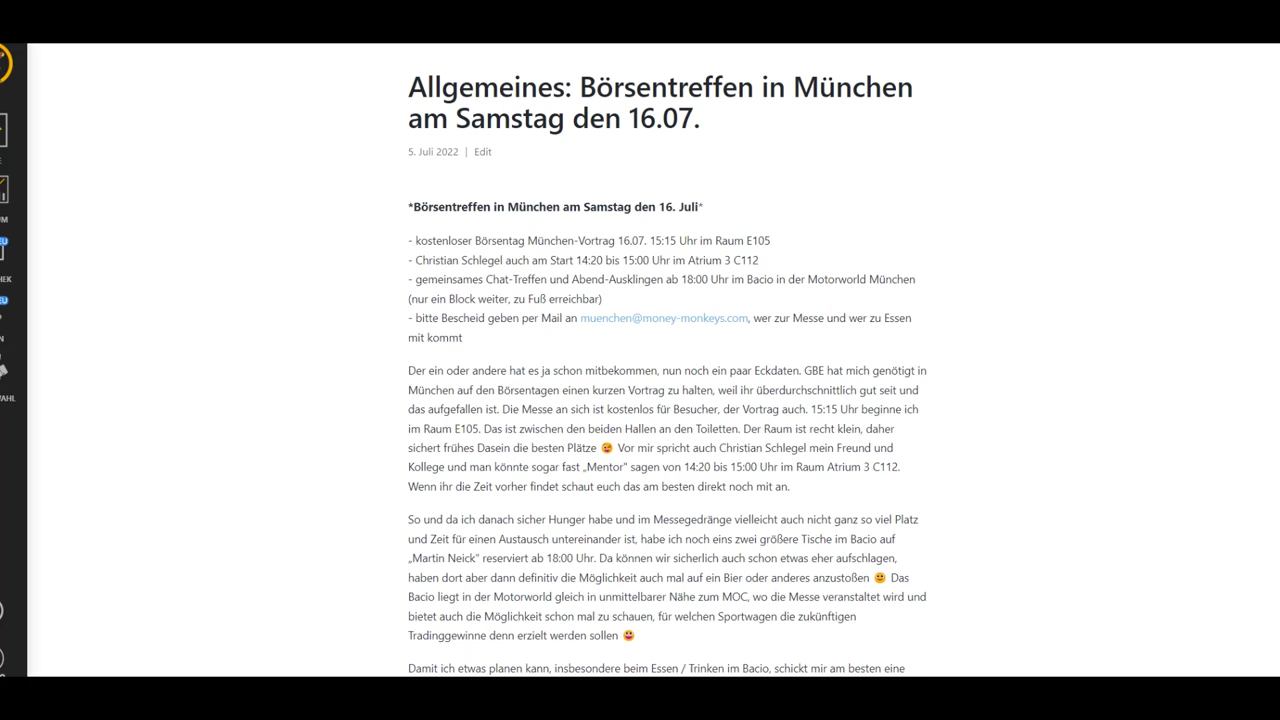 Allgemeines: Börsentreffen in München
am Samstag den 16.07.
5. Juli 2022 | Edit
*Börsentreffen in München am Samstag den 16. Juli*
- kostenloser Börsentag München-Vortrag 16.07. 15:15 Uhr im Raum E105
- Christian Schlegel auch am Start 14:20 bis 15:00 Uhr im Atrium 3 C112
- gemeinsames Chat-Treffen und Abend-Ausklingen ab 18:00 Uhr im Bacio in der Motorworld München
(nur ein Block weiter, zu Fuß erreichbar)
- bitte Bescheid geben per Mail an muenchen@money-monkeys.com, wer zur Messe und wer zu Essen
mit kommt
Der ein oder andere hat es ja schon mitbekommen, nun noch ein paar Eckdaten. GBE hat mich genötigt in
München auf den Börsentagen einen kurzen Vortrag zu halten, weil ihr überdurchschnittlich gut seit und
das aufgefallen ist. Die Messe an sich ist kostenlos für Besucher, der Vortrag auch. 15:15 Uhr beginne ich
im Raum E105. Das ist zwischen den beiden Hallen an den Toiletten. Der Raum ist recht klein, daher
sichert frühes Dasein die besten Plätze 😉 Vor mir spricht auch Christian Schlegel mein Freund und
Kollege und man könnte sogar fast „Mentor" sagen von 14:20 bis 15:00 Uhr im Raum Atrium 3 C112.
Wenn ihr die Zeit vorher findet schaut euch das am besten direkt noch mit an.
So und da ich danach sicher Hunger habe und im Messegedränge vielleicht auch nicht ganz so viel Platz
und Zeit für einen Austausch untereinander ist, habe ich noch eins zwei größere Tische im Bacio auf
„Martin Neick" reserviert ab 18:00 Uhr. Da können wir sicherlich auch schon etwas eher aufschlagen,
haben dort aber dann definitiv die Möglichkeit auch mal auf ein Bier oder anderes anzustoßen 🙂 Das
Bacio liegt in der Motorworld gleich in unmittelbarer Nähe zum MOC, wo die Messe veranstaltet wird und
bietet auch die Möglichkeit schon mal zu schauen, für welchen Sportwagen die zukünftigen
Tradinggewinne denn erzielt werden sollen 😀
Damit ich etwas planen kann, insbesondere beim Essen / Trinken im Bacio, schickt mir am besten eine